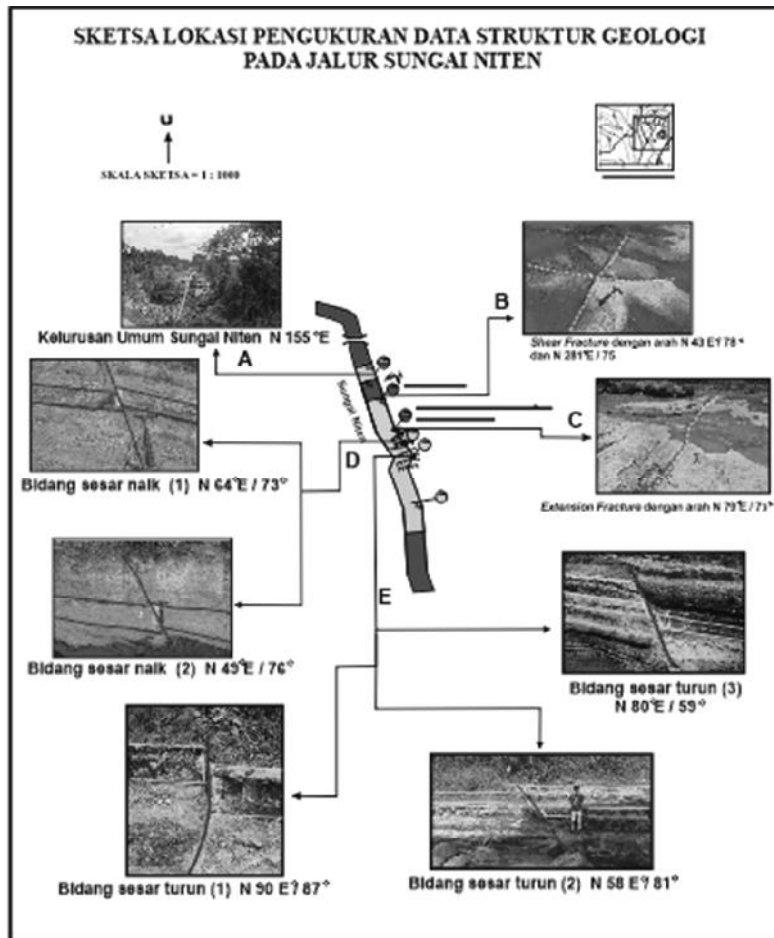 SKETSA LOKASI PENGUKURAN DATA STRUKTUR GEOLOGI
PADA JALUR SUNGAI NITEN
U
SKALA SKETSA = 1 : 1000
Kelurusan Umum Sungai Niten N 155°E
A
B
Shear Fracture dengan arah N 43 E? 78°
dan N 281°E / 75
Sungai Niten
C
Extension Fracture dengan arah N 79°E / 73°
D
Bidang sesar naik (1) N 64°E / 73°
E
Bidang sesar naik (2) N 45°E / 76°
Bidang sesar turun (3)
N 80°E / 59°
Bidang sesar turun (1) N 90 E? 87°
Bidang sesar turun (2) N 58 E? 81°